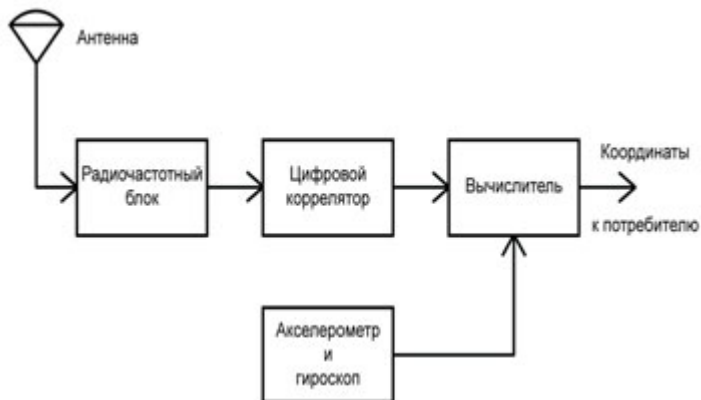 Антенна
Радиочастотный
блок
Цифровой
коррелятор
Вычислитель
Координаты
к потребителю
Акселерометр
и
гироскоп